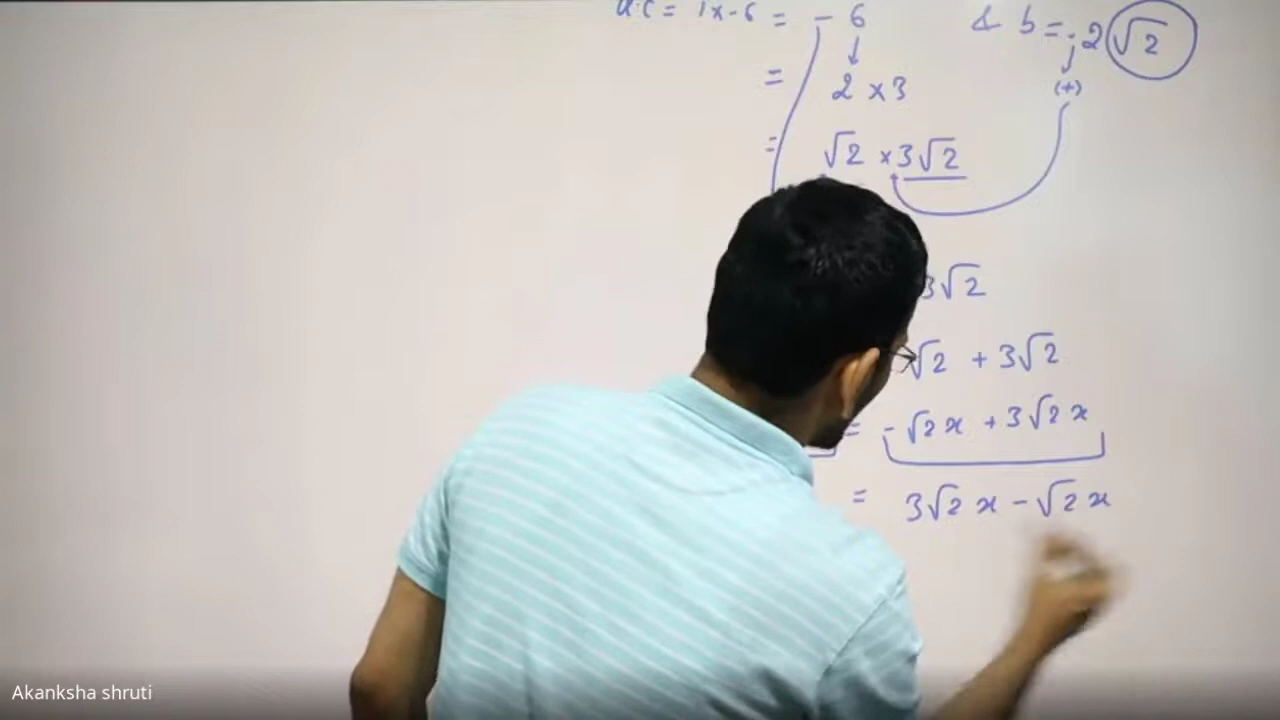 a.c = 1x-6 = - 6 & b = -2√2
= 2 ×3 (+)
= √2 ×3√2
3√2
√2 + 3√2
= -√2x + 3√2x
= 3√2x - √2x
Akanksha shruti